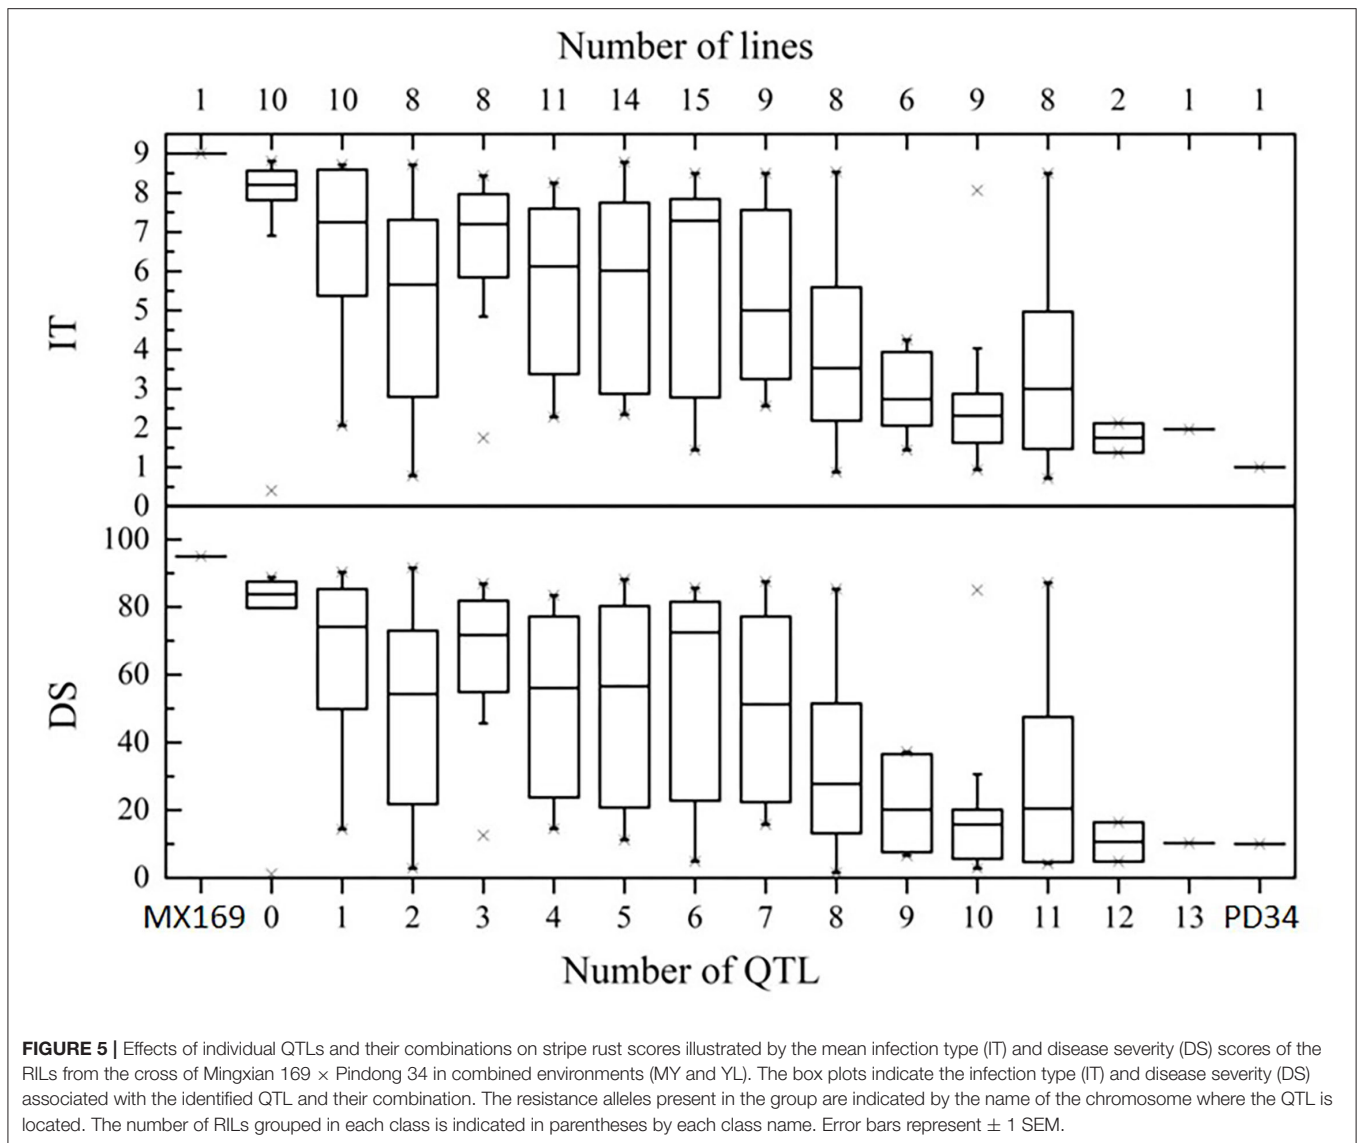 Number of lines
1 10 10 8 8 11 14 15 9 8 6 9 8 2 1 1
9
8
7
6
5
4
3
2
1
0
IT
100
80
60
40
20
0
DS
MX169 0 1 2 3 4 5 6 7 8 9 10 11 12 13 PD34
Number of QTL
FIGURE 5 | Effects of individual QTLs and their combinations on stripe rust scores illustrated by the mean infection type (IT) and disease severity (DS) scores of the
RILs from the cross of Mingxian 169 × Pindong 34 in combined environments (MY and YL). The box plots indicate the infection type (IT) and disease severity (DS)
associated with the identified QTL and their combination. The resistance alleles present in the group are indicated by the name of the chromosome where the QTL is
located. The number of RILs grouped in each class is indicated in parentheses by each class name. Error bars represent ± 1 SEM.